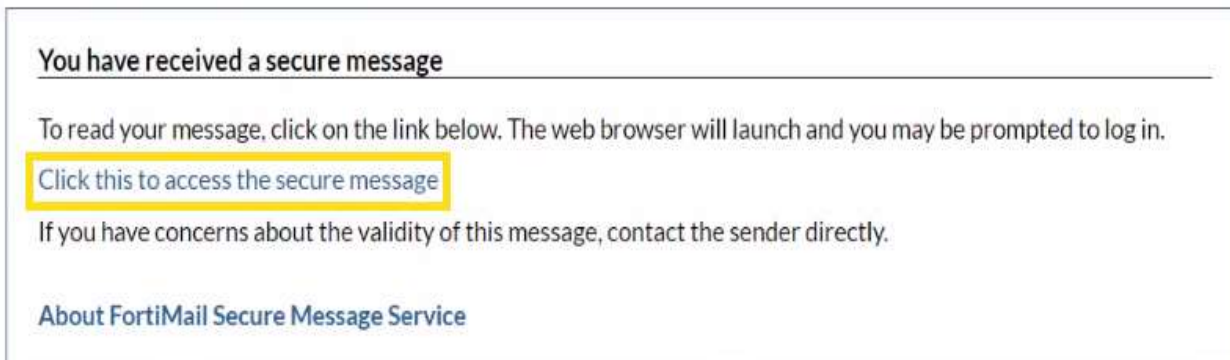 You have received a secure message
To read your message, click on the link below. The web browser will launch and you may be prompted to log in.
Click this to access the secure message
If you have concerns about the validity of this message, contact the sender directly.
About FortiMail Secure Message Service